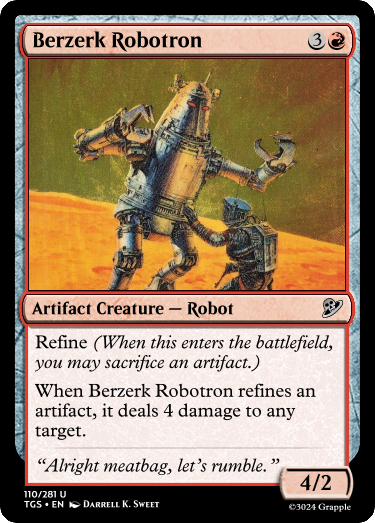 Berzerk Robotron 3
Artifact Creature — Robot
Refine (When this enters the battlefield,
you may sacrifice an artifact.)
When Berzerk Robotron refines an
artifact, it deals 4 damage to any
target.
"Alright meatbag, let's rumble."
4/2
110/281 U
TGS • EN Darrell K. Sweet
©3024 Grapple